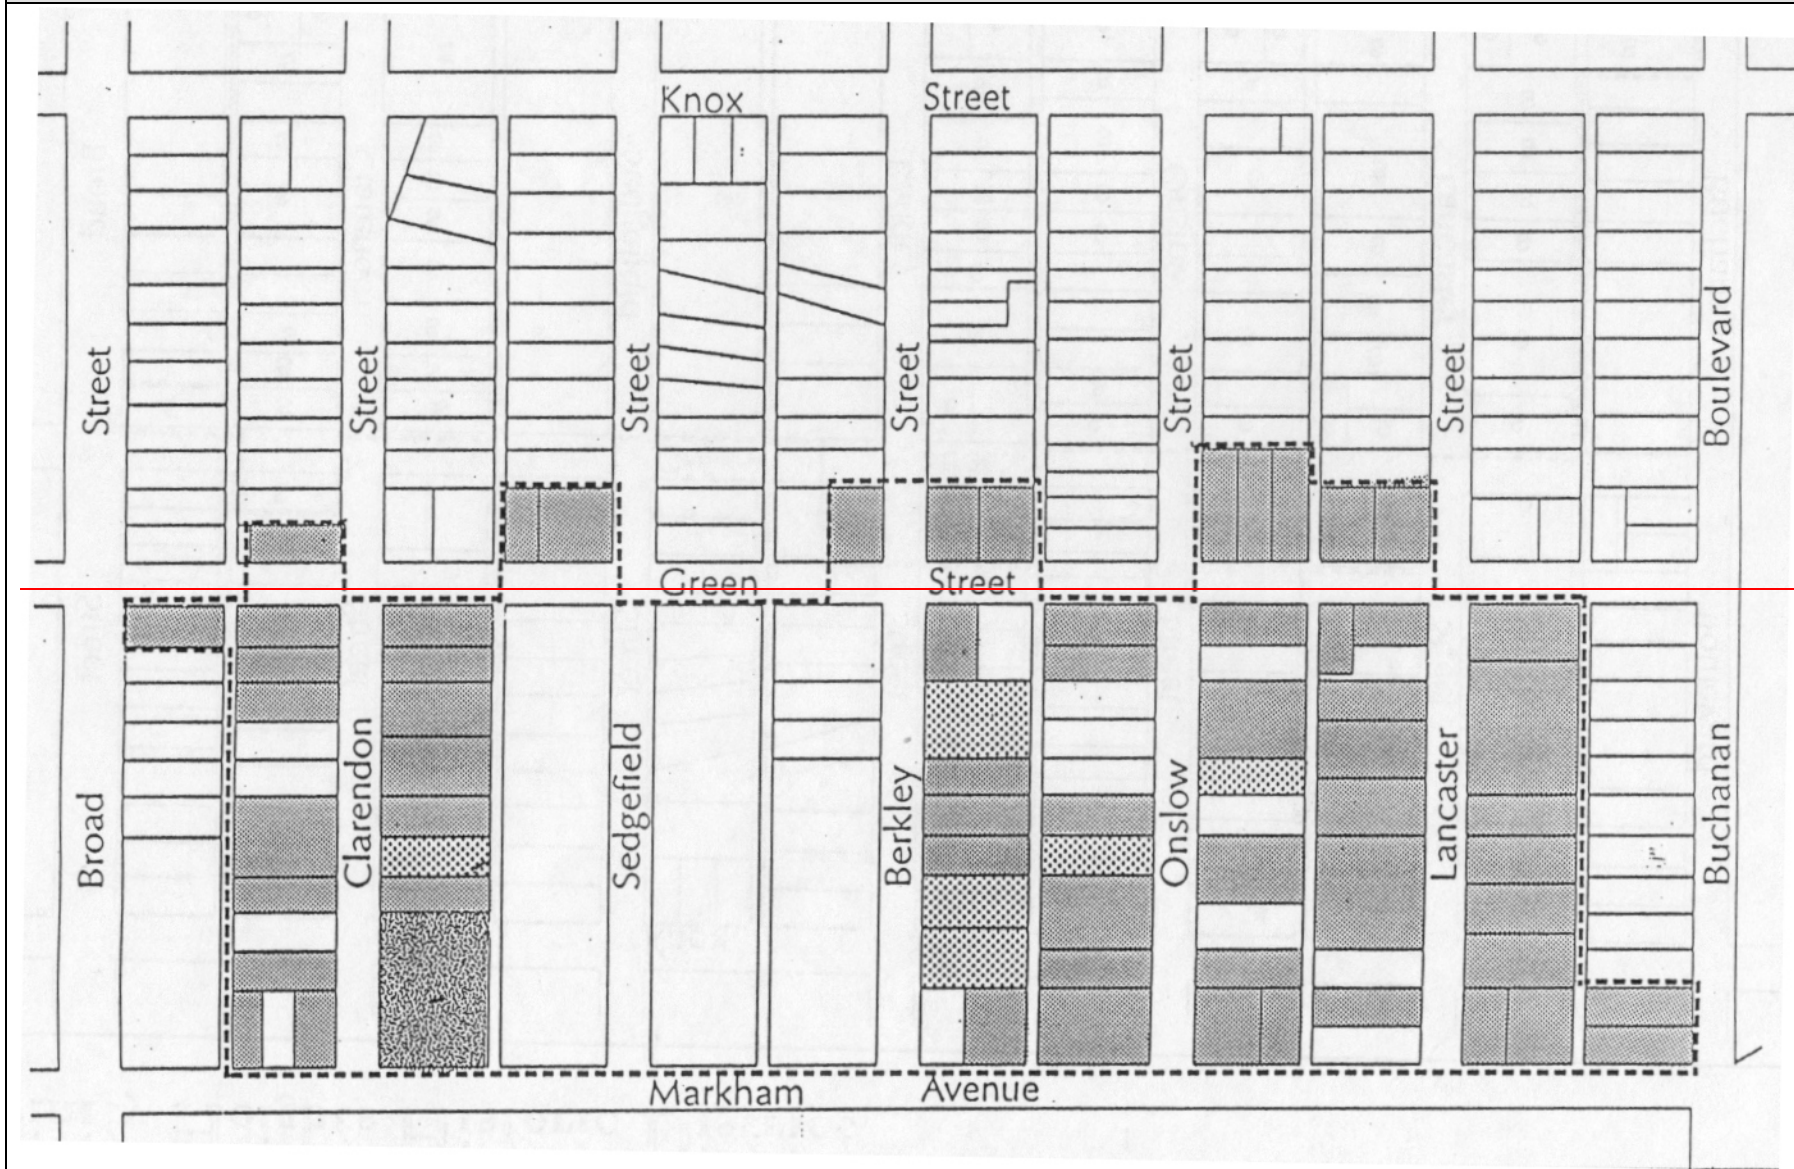 Knox Street
Street
Street
Street
Street
Street
Street
Boulevard
Green Street
Broad
Clarendon
Sedgefield
Berkley
Onslow
Lancaster
Buchanan
Markham Avenue